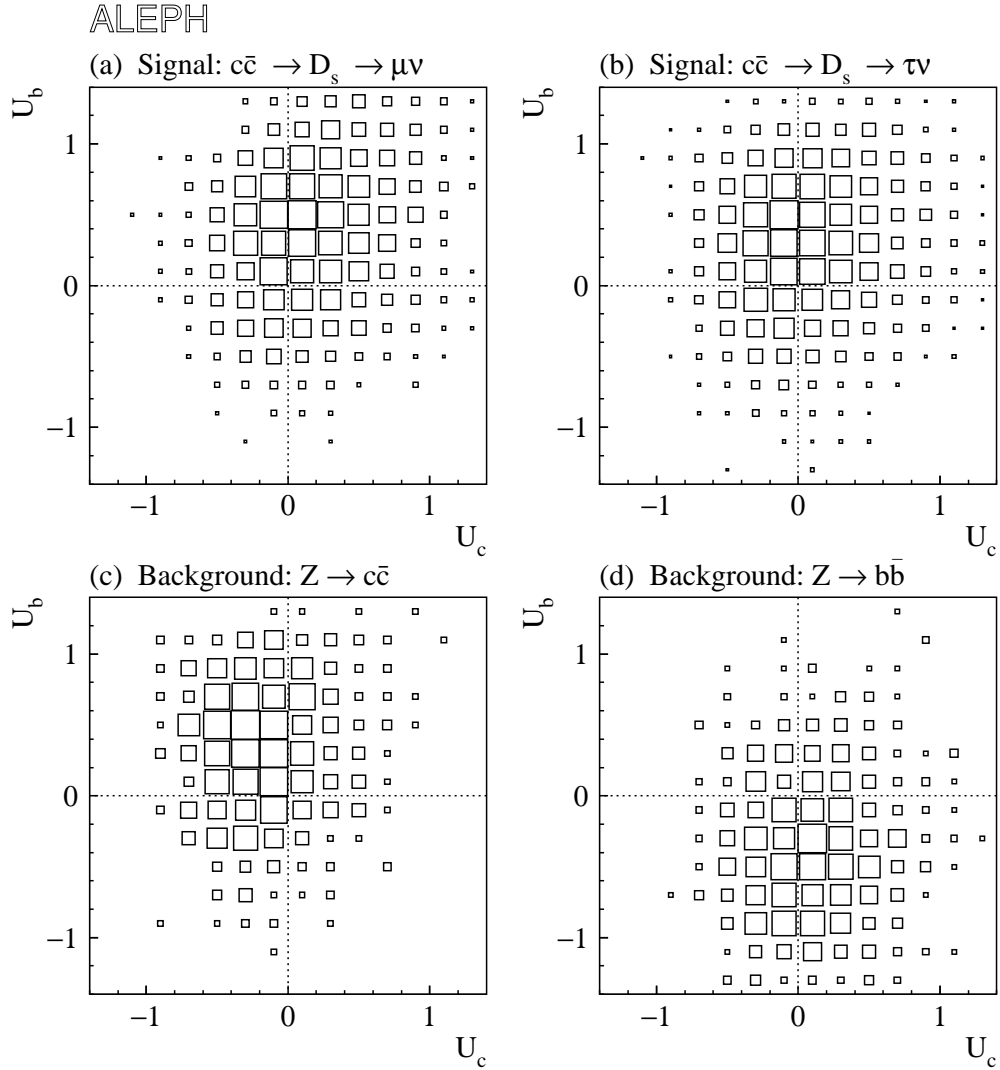 ALEPH
(a) Signal: cc̄ → D_s → μν
(b) Signal: cc̄ → D_s → τν
U_b
1
0
−1
−1 0 1
U_c
U_b
1
0
−1
−1 0 1
U_c
(c) Background: Z → cc̄
(d) Background: Z → bb̄
U_b
1
0
−1
−1 0 1
U_c
U_b
1
0
−1
−1 0 1
U_c